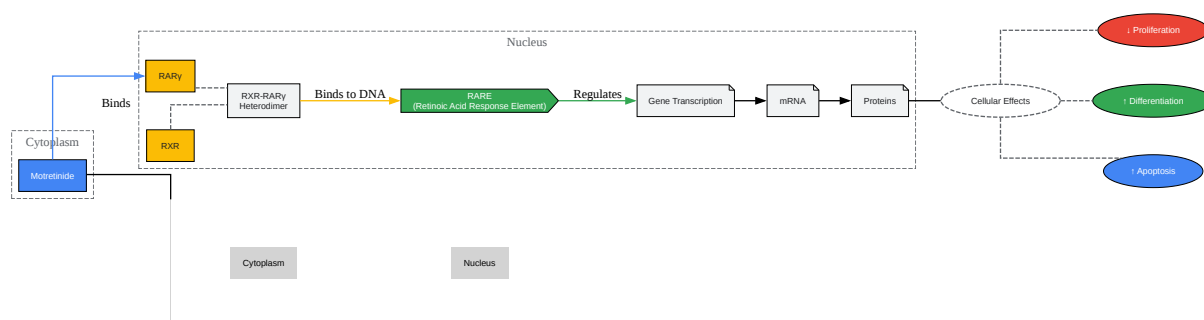 Nucleus
↓ Proliferation
RARγ
Binds
RXR-RARγ
Heterodimer
Binds to DNA
RARE
(Retinoic Acid Response Element)
Regulates
Gene Transcription
mRNA
Proteins
Cellular Effects
↑ Differentiation
Cytoplasm
RXR
Motretinide
↑ Apoptosis
Cytoplasm
Nucleus